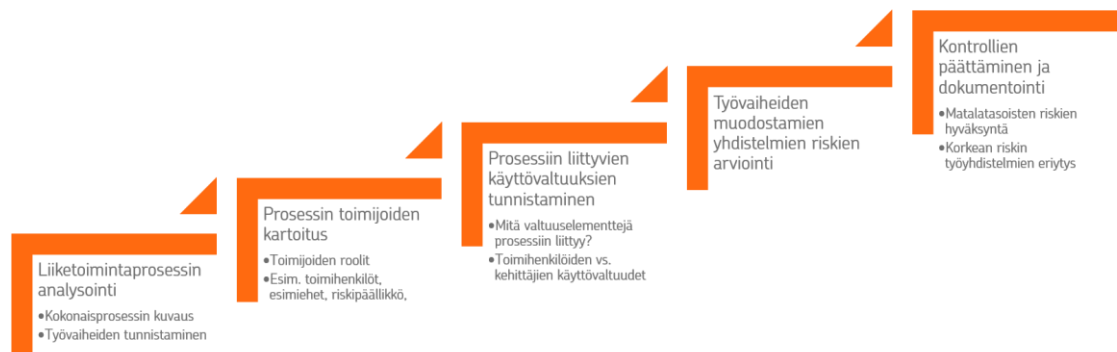 Liiketoimintaprosessin
analysointi
•Kokonaisprosessin kuvaus
•Työvaiheiden tunnistaminen
Prosessin toimijoiden
kartoitus
•Toimijoiden roolit
•Esim. toimihenkilöt,
esimiehet, riskipäällikkö,
Prosessiin liittyvien
käyttövaltuuksien
tunnistaminen
•Mitä valtuuselementtejä
prosessiin liittyy?
•Toimihenkilöiden vs.
kehittäjien käyttövaltuudet
Työvaiheiden
muodostamien
yhdistelmien riskien
arviointi
Kontrollien
päättäminen ja
dokumentointi
•Matalatasoisten riskien
hyväksyntä
•Korkean riskin
työyhdistelmien eriytys